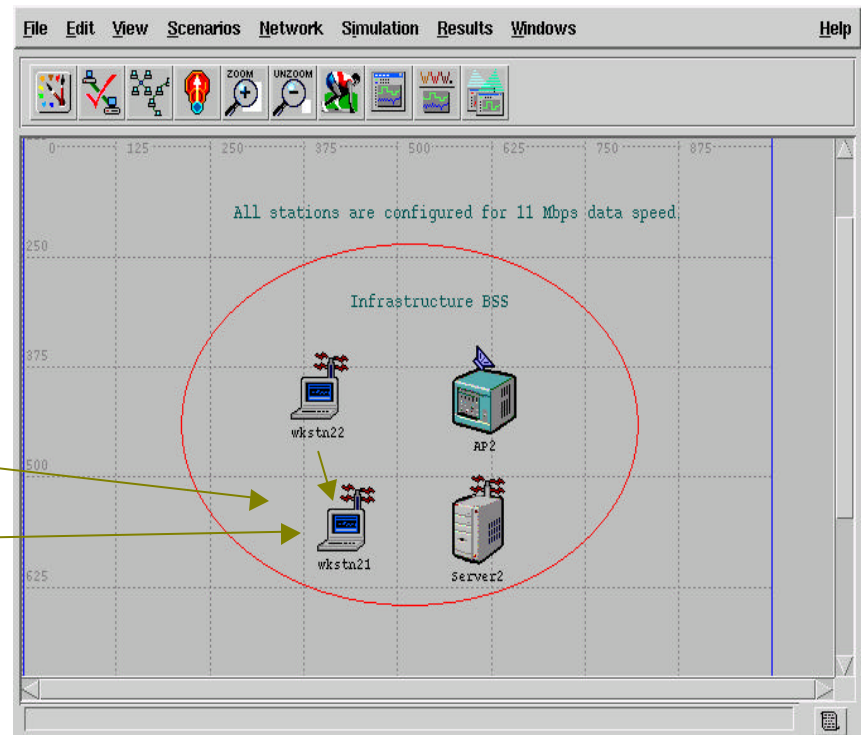 File Edit View Scenarios Network Simulation Results Windows Help
ZOOM UNZOOM
0 125 250 375 500 625 750 875
All stations are configured for 11 Mbps data speed
250
Infrastructure BSS
375
wkstn22
AP2
500
wkstn21
Server2
625